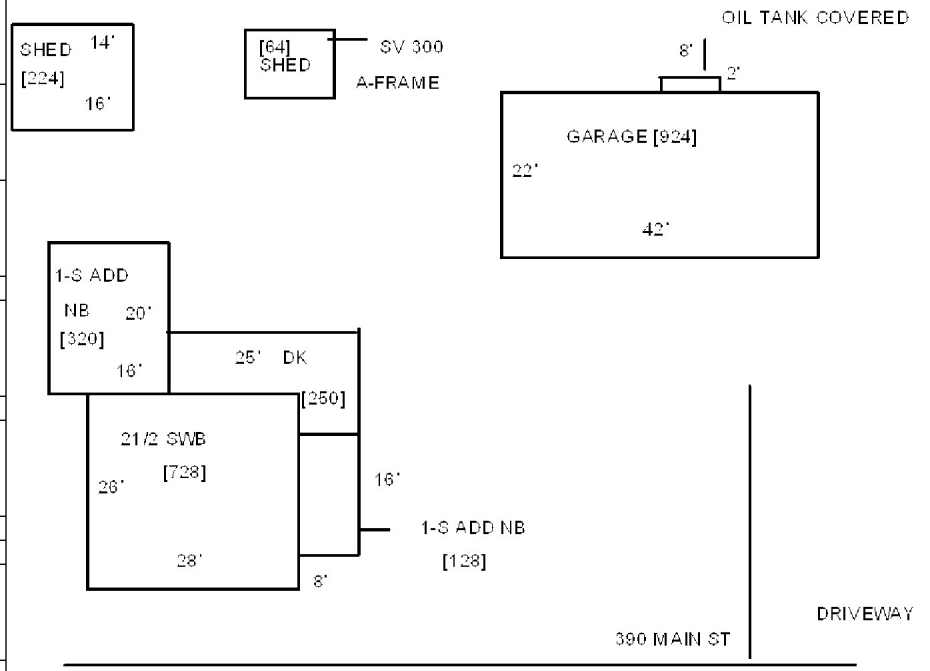 OIL TANK COVERED
8'
2'
SHED 14'
[224]
16'
[64]
SHED
SV 300
A-FRAME
GARAGE [924]
22'
42'
1-S ADD
NB 20'
[320]
16'
25' DK
[250]
21/2 SWB
[728]
26'
28'
16'
1-S ADD NB
[128]
8'
DRIVEWAY
390 MAIN ST